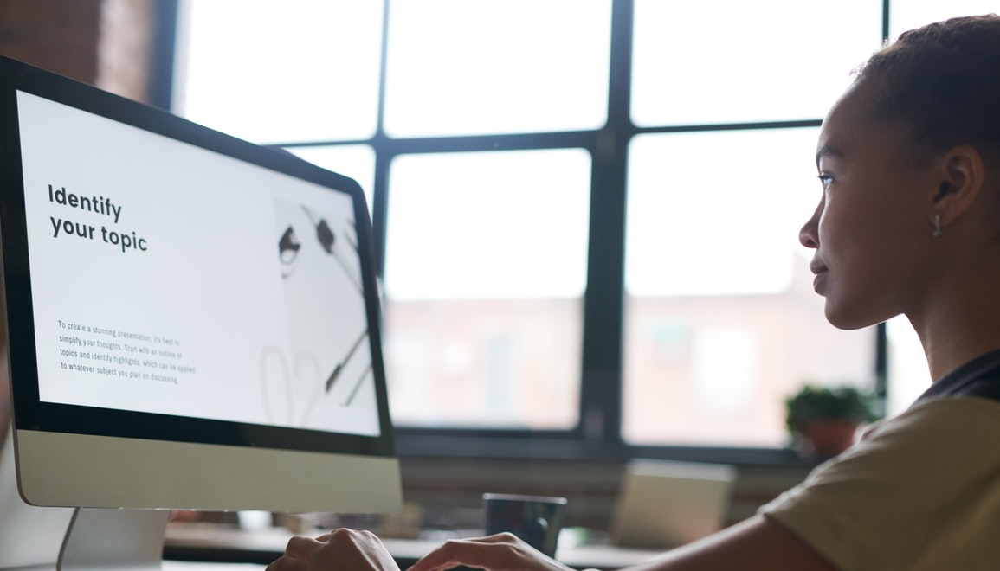 Identify
your topic
To create a stunning presentation, it's best to
simplify your thoughts. Start with an outline of
topics and identify highlights, which can be applied
to whatever subject you plan on discussing.
02